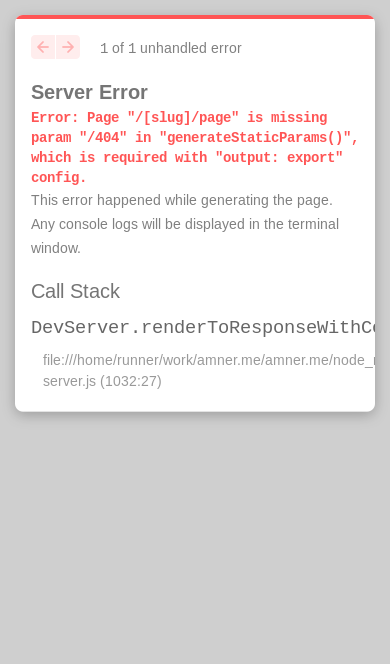 1 of 1 unhandled error
Server Error
Error: Page "/[slug]/page" is missing
param "/404" in "generateStaticParams()",
which is required with "output: export"
config.
This error happened while generating the page.
Any console logs will be displayed in the terminal
window.
Call Stack
DevServer.renderToResponseWithC
file:///home/runner/work/amner.me/amner.me/node_
server.js (1032:27)